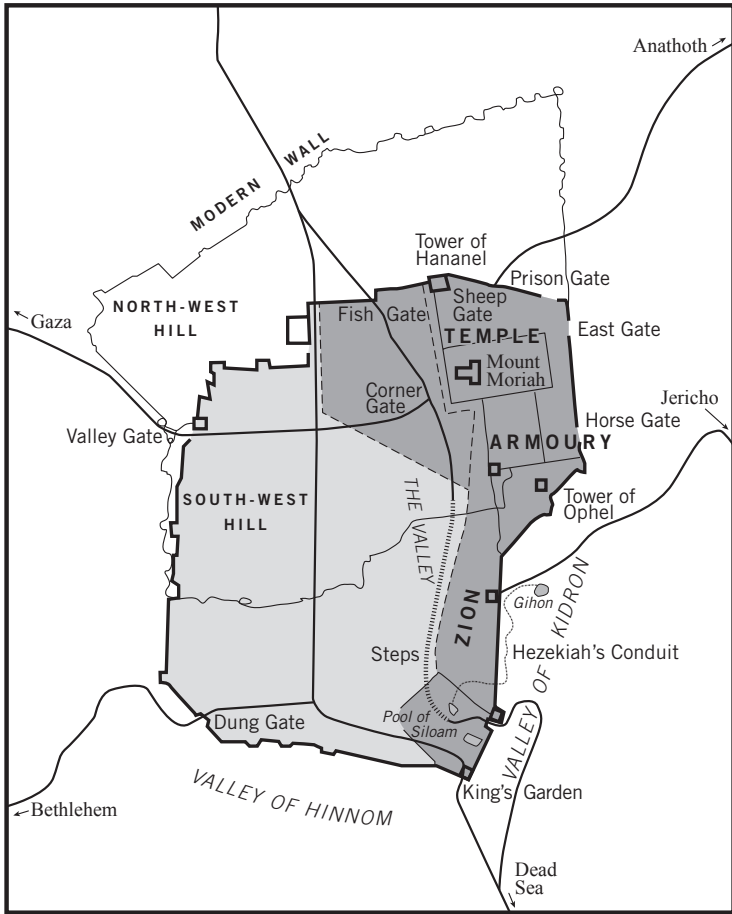 Anathoth
MODERN WALL
Tower of
Hananel
Prison Gate
Gaza
NORTH-WEST
HILL
Fish Gate
Sheep
Gate
East Gate
TEMPLE
Mount
Moriah
Corner
Gate
Jericho
Valley Gate
Horse Gate
ARMOURY
SOUTH-WEST
HILL
THE VALLEY
Tower of
Ophel
ZION
Gihon
VALLEY OF KIDRON
Steps
Hezekiah's Conduit
Dung Gate
Pool of
Siloam
VALLEY OF HINNOM
King's Garden
Bethlehem
Dead
Sea